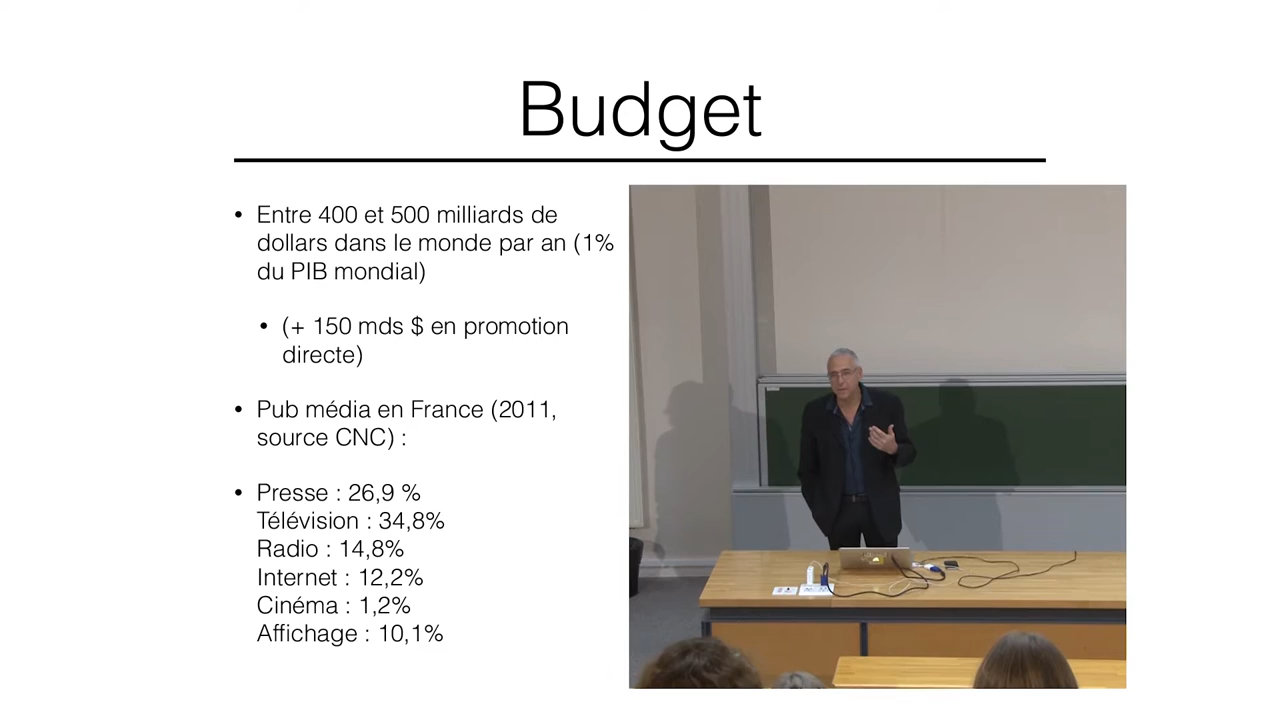 Budget
• Entre 400 et 500 milliards de
dollars dans le monde par an (1%
du PIB mondial)
• (+ 150 mds $ en promotion
directe)
• Pub média en France (2011,
source CNC) :
• Presse : 26,9 %
Télévision : 34,8%
Radio : 14,8%
Internet : 12,2%
Cinéma : 1,2%
Affichage : 10,1%